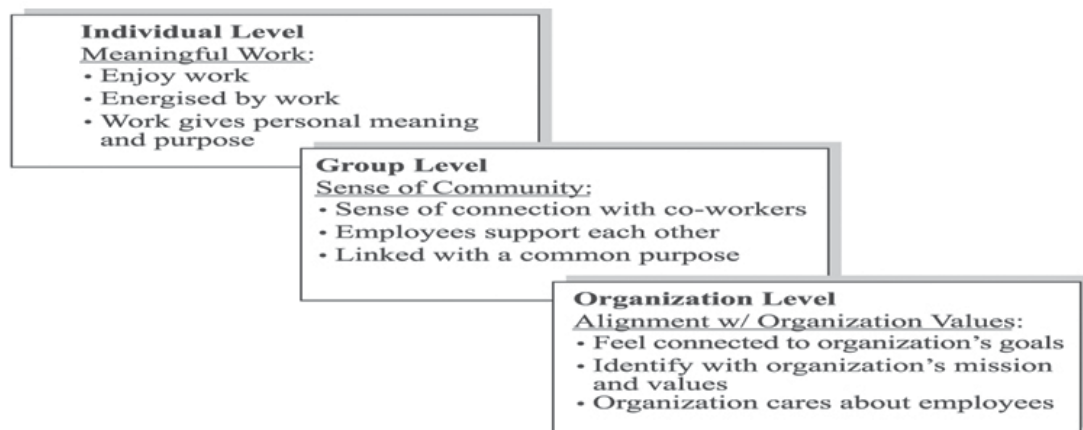 Individual Level
Meaningful Work:
• Enjoy work
• Energised by work
• Work gives personal meaning
and purpose
Group Level
Sense of Community:
• Sense of connection with co-workers
• Employees support each other
• Linked with a common purpose
Organization Level
Alignment w/ Organization Values:
• Feel connected to organization’s goals
• Identify with organization’s mission
and values
• Organization cares about employees